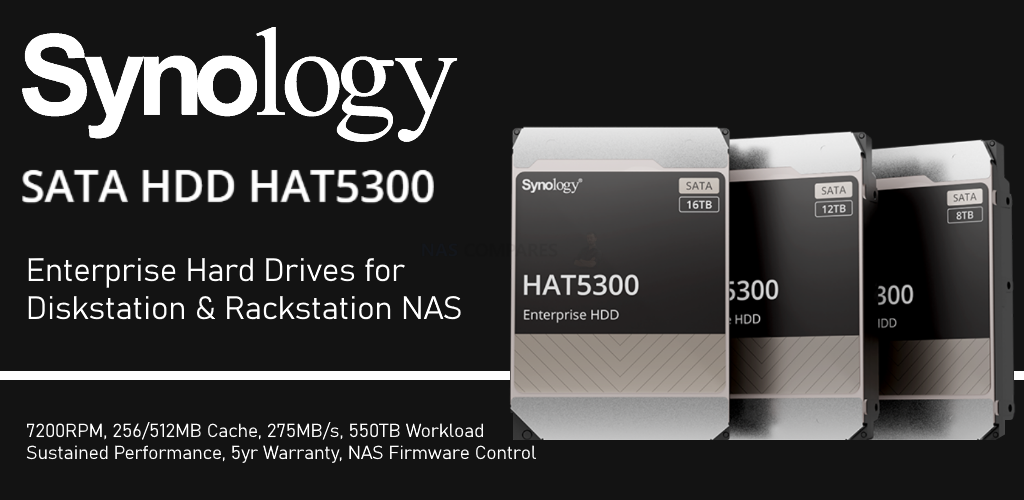 Synology
SATA HDD HAT5300
Enterprise Hard Drives for
Diskstation & Rackstation NAS
7200RPM, 256/512MB Cache, 275MB/s, 550TB Workload
Sustained Performance, 5yr Warranty, NAS Firmware Control
Synology®
SATA
16TB
HAT5300
Enterprise HDD
SATA
12TB
5300
HDD
SATA
8TB
300
HDD